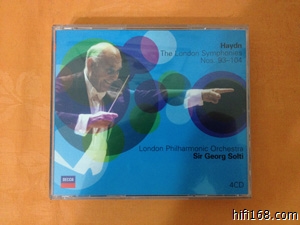 Haydn
The London Symphonies
Nos. 93-104
London Philharmonic Orchestra
Sir Georg Solti
DECCA
4CD
hifi168.com